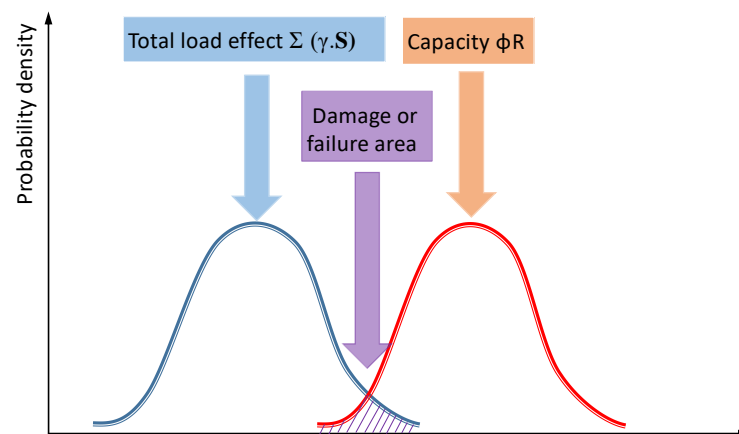 Total load effect Σ (γ.S)
Capacity ϕR
Damage or
failure area
Probability density